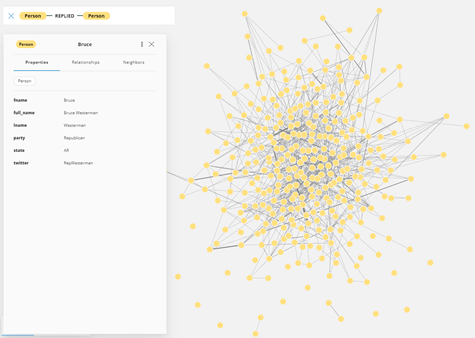 Person REPLIED Person
Person Bruce
Properties Relationships Neighbors
Person
fname Bruce
full_name Bruce Westerman
lname Westerman
party Republican
state AR
twitter RepWesterman